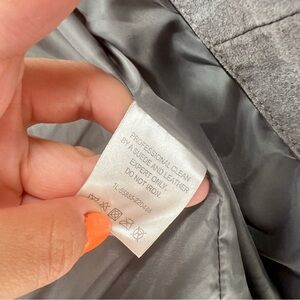 PROFESSIONAL CLEAN
BY A SUEDE AND LEATHER
EXPERT ONLY.
DO NOT IRON.